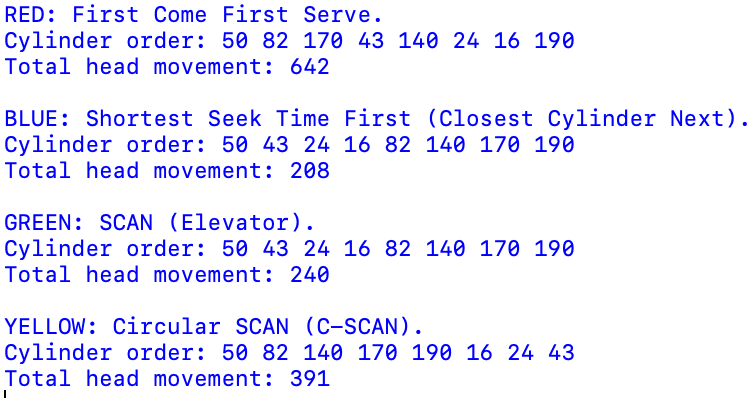 RED: First Come First Serve.
Cylinder order: 50 82 170 43 140 24 16 190
Total head movement: 642
BLUE: Shortest Seek Time First (Closest Cylinder Next).
Cylinder order: 50 43 24 16 82 140 170 190
Total head movement: 208
GREEN: SCAN (Elevator).
Cylinder order: 50 43 24 16 82 140 170 190
Total head movement: 240
YELLOW: Circular SCAN (C-SCAN).
Cylinder order: 50 82 140 170 190 16 24 43
Total head movement: 391